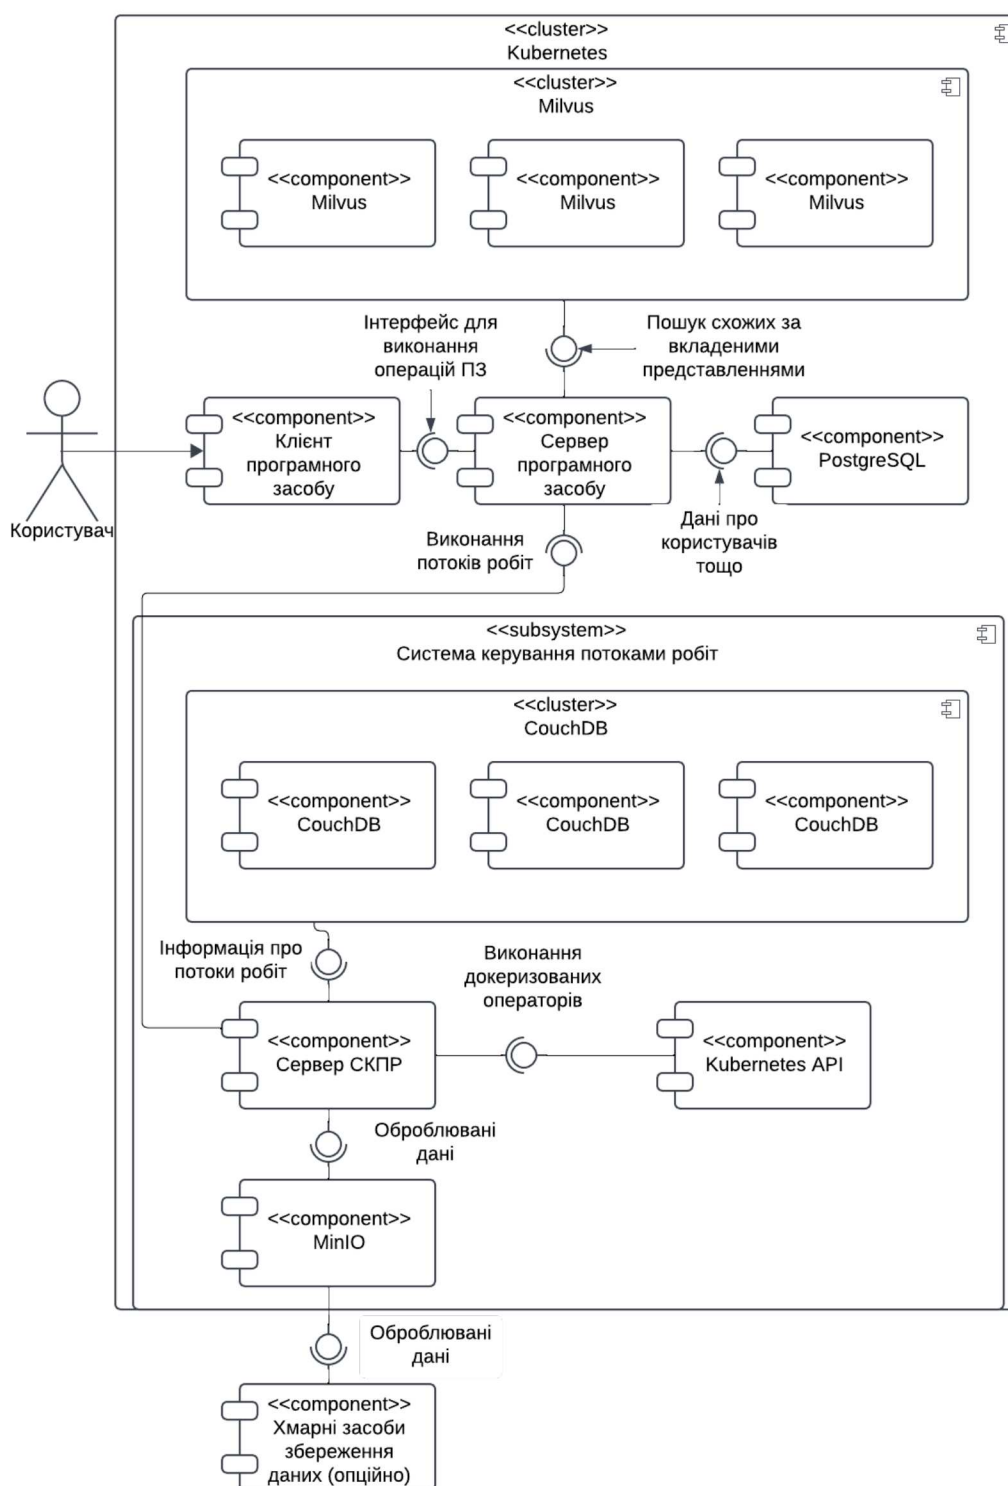 <<cluster>>
Kubernetes
<<cluster>>
Milvus
<<component>>
Milvus
<<component>>
Milvus
<<component>>
Milvus
Інтерфейс для
виконання
операцій ПЗ
Пошук схожих за
вкладеними
представленнями
Користувач
<<component>>
Клієнт
програмного
засобу
<<component>>
Сервер
програмного
засобу
<<component>>
PostgreSQL
Виконання
потоків робіт
Дані про
користувачів
тощо
<<subsystem>>
Система керування потоками робіт
<<cluster>>
CouchDB
<<component>>
CouchDB
<<component>>
CouchDB
<<component>>
CouchDB
Інформація про
потоки робіт
Виконання
докеризованих
операторів
<<component>>
Сервер СКПР
<<component>>
Kubernetes API
Оброблювані
дані
<<component>>
MinIO
Оброблювані
дані
<<component>>
Хмарні засоби
збереження
даних (опційно)